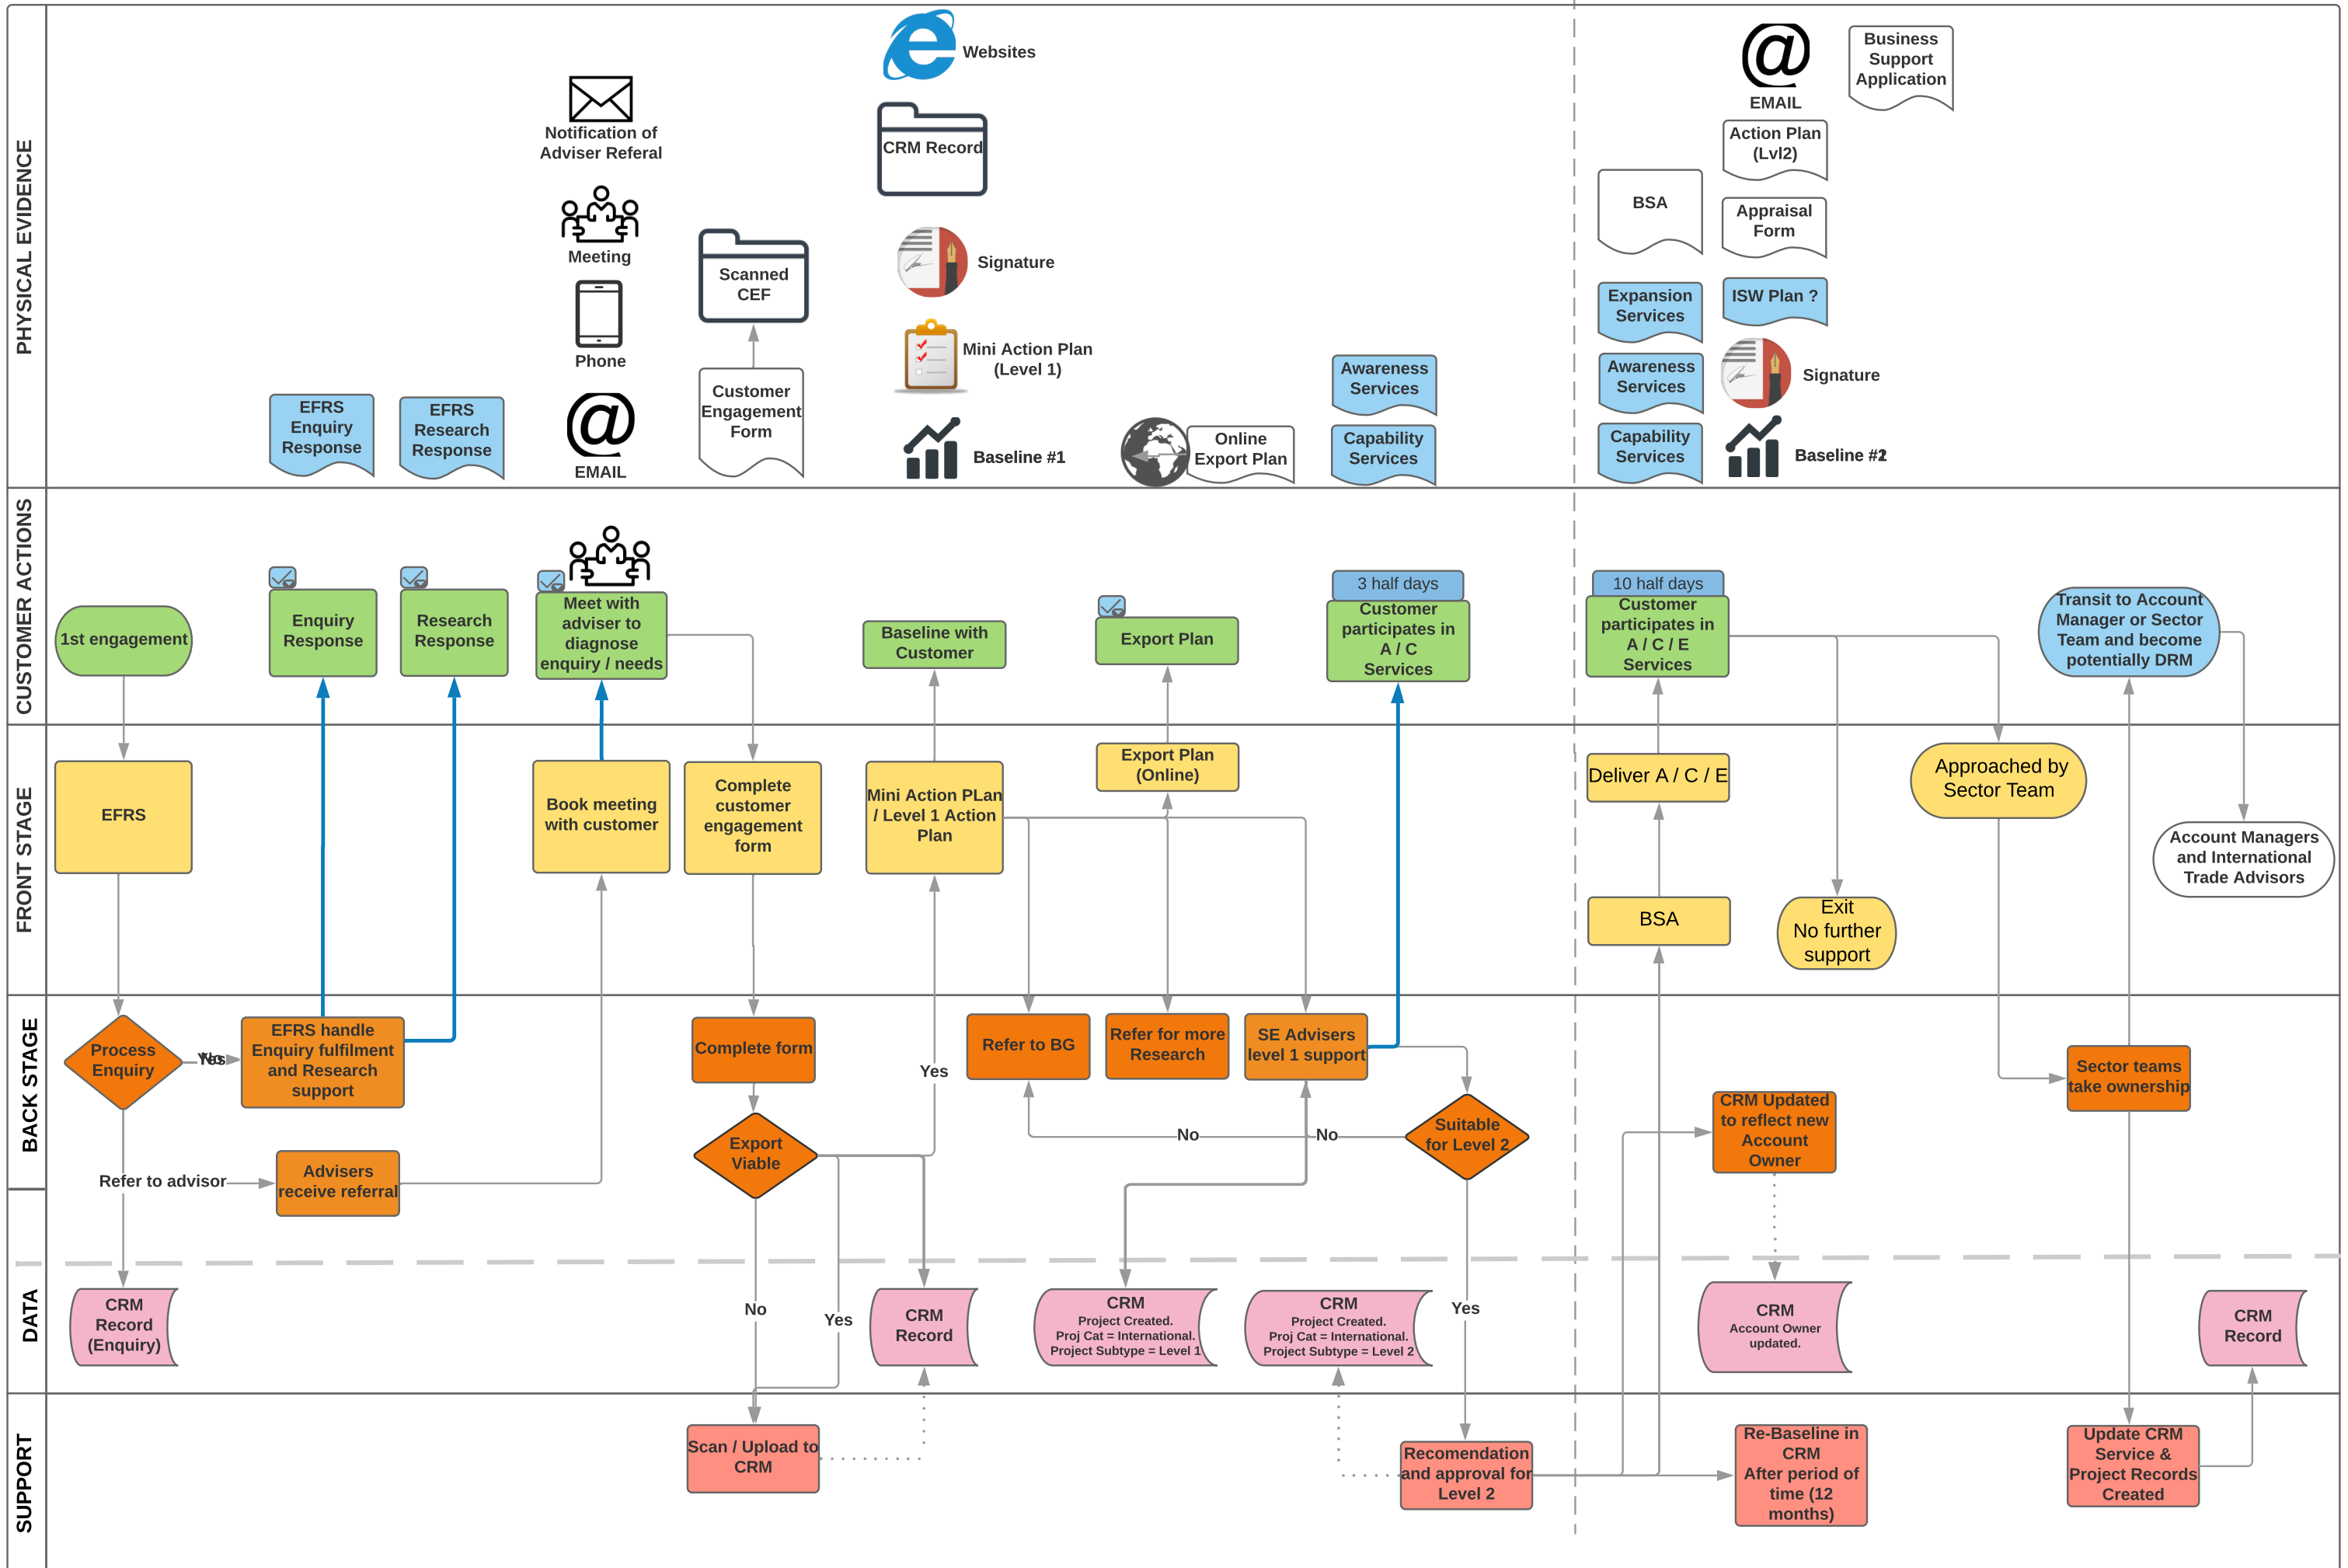 PHYSICAL EVIDENCE
Websites
EMAIL
Business
Support
Application
Notification of
Adviser Referal
CRM Record
Action Plan
(Lvl2)
Meeting
Scanned
CEF
Signature
BSA
Appraisal
Form
Phone
Mini Action Plan
(Level 1)
Expansion
Services
ISW Plan ?
EFRS
Enquiry
Response
EFRS
Research
Response
EMAIL
Customer
Engagement
Form
Baseline #1
Online
Export Plan
Awareness
Services
Capability
Services
Awareness
Services
Signature
Capability
Services
Baseline #2
CUSTOMER ACTIONS
1st engagement
Enquiry
Response
Research
Response
Meet with
adviser to
diagnose
enquiry / needs
Baseline with
Customer
Export Plan
3 half days
Customer
participates in
A / C
Services
10 half days
Customer
participates in
A / C / E
Services
Transit to Account
Manager or Sector
Team and become
potentially DRM
FRONT STAGE
EFRS
Book meeting
with customer
Complete
customer
engagement
form
Mini Action PLan
/ Level 1 Action
Plan
Export Plan
(Online)
Deliver A / C / E
BSA
Exit
No further
support
Approached by
Sector Team
Account Managers
and International
Trade Advisors
BACK STAGE
Process
Enquiry
Yes
No
EFRS handle
Enquiry fulfilment
and Research
support
Refer to advisor
Advisers
receive referral
Complete form
Export
Viable
Yes
Refer to BG
Refer for more
Research
SE Advisers
level 1 support
No
No
Suitable
for Level 2
CRM Updated
to reflect new
Account
Owner
Sector teams
take ownership
DATA
CRM
Record
(Enquiry)
No
Yes
CRM
Record
CRM
Project Created.
Proj Cat = International.
Project Subtype = Level 1
CRM
Project Created.
Proj Cat = International.
Project Subtype = Level 2
Yes
CRM
Account Owner
updated.
CRM
Record
SUPPORT
Scan / Upload to
CRM
Recomendation
and approval for
Level 2
Re-Baseline in
CRM
After period of
time (12
months)
Update CRM
Service &
Project Records
Created